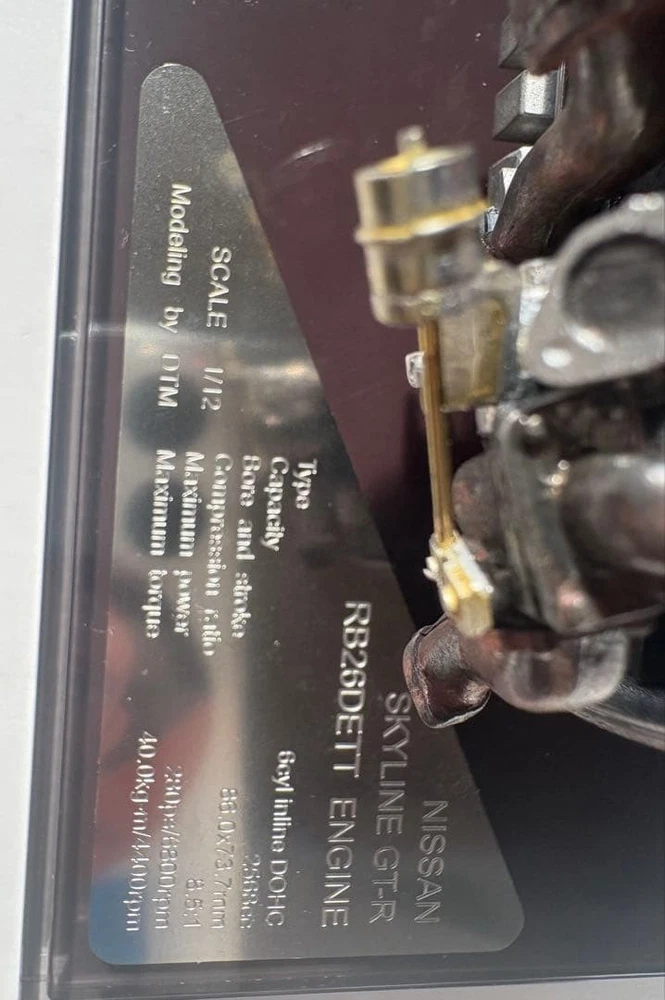 NISSAN
SKYLINE GT-R
RB26DETT ENGINE
Type 6cyl inline DOHC
Capacity 2568cc
Bore and stroke 86.0x73.7mm
Compression ratio 8.5:1
Maximum power 280ps/6800rpm
Maximum torque 40.0kg-m/4400rpm
SCALE 1/12
Modeling by DTM